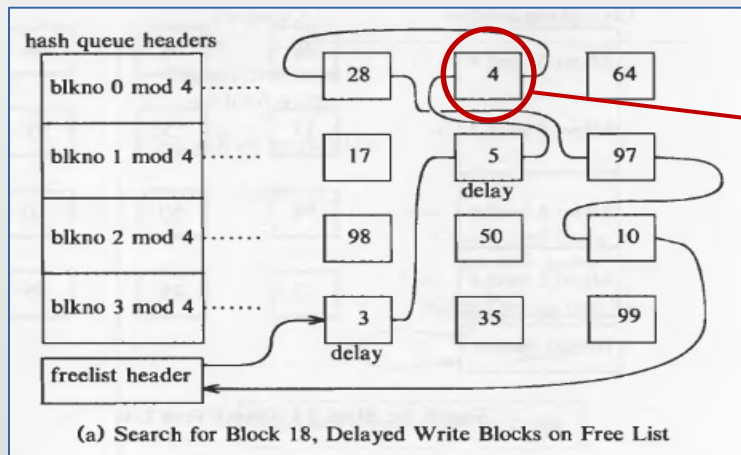 hash queue headers
blkno 0 mod 4 28 4 64
blkno 1 mod 4 17 5 97
delay
blkno 2 mod 4 98 50 10
blkno 3 mod 4 3 35 99
delay
freelist header
(a) Search for Block 18, Delayed Write Blocks on Free List